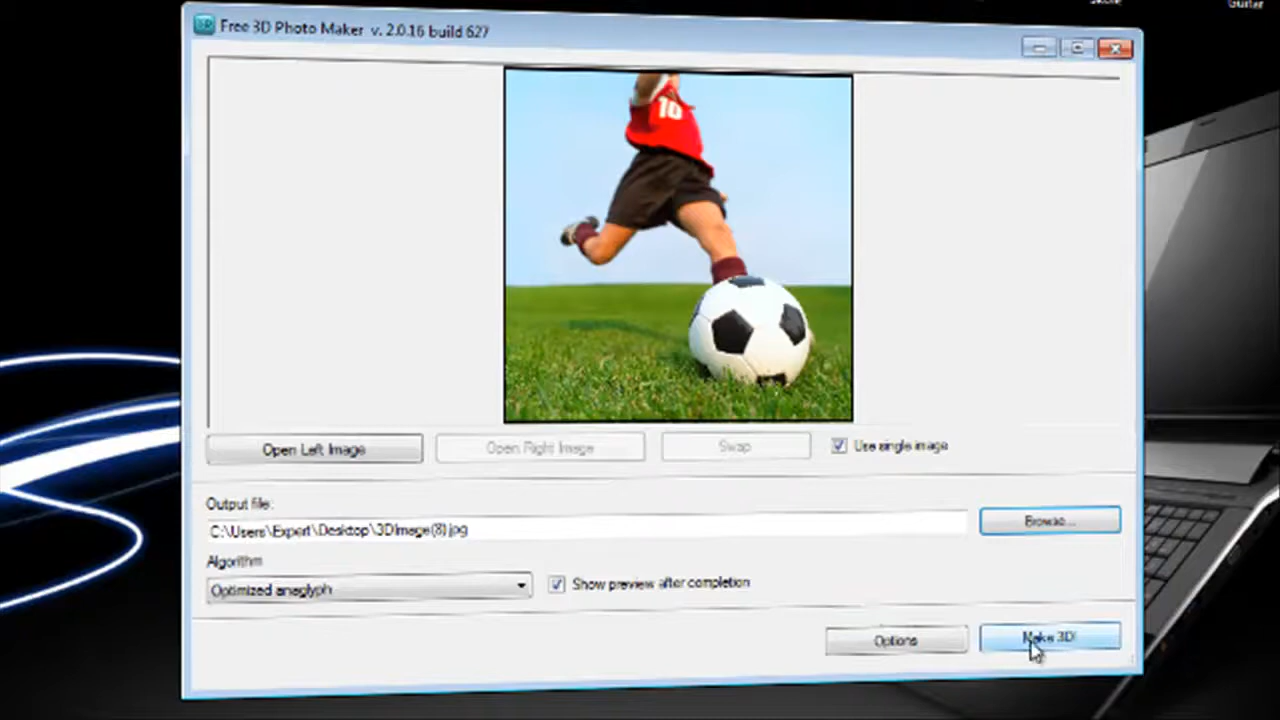 Free 3D Photo Maker v. 2.0.16 build 627
10
Open Left Image
Open Right Image
Swap
Use single image
Output file:
C:\Users\Expert\Desktop\3DImage(8).jpg
Browse...
Algorithm
Optimized anaglyph
Show preview after completion
Options
Make 3D!
Guitar